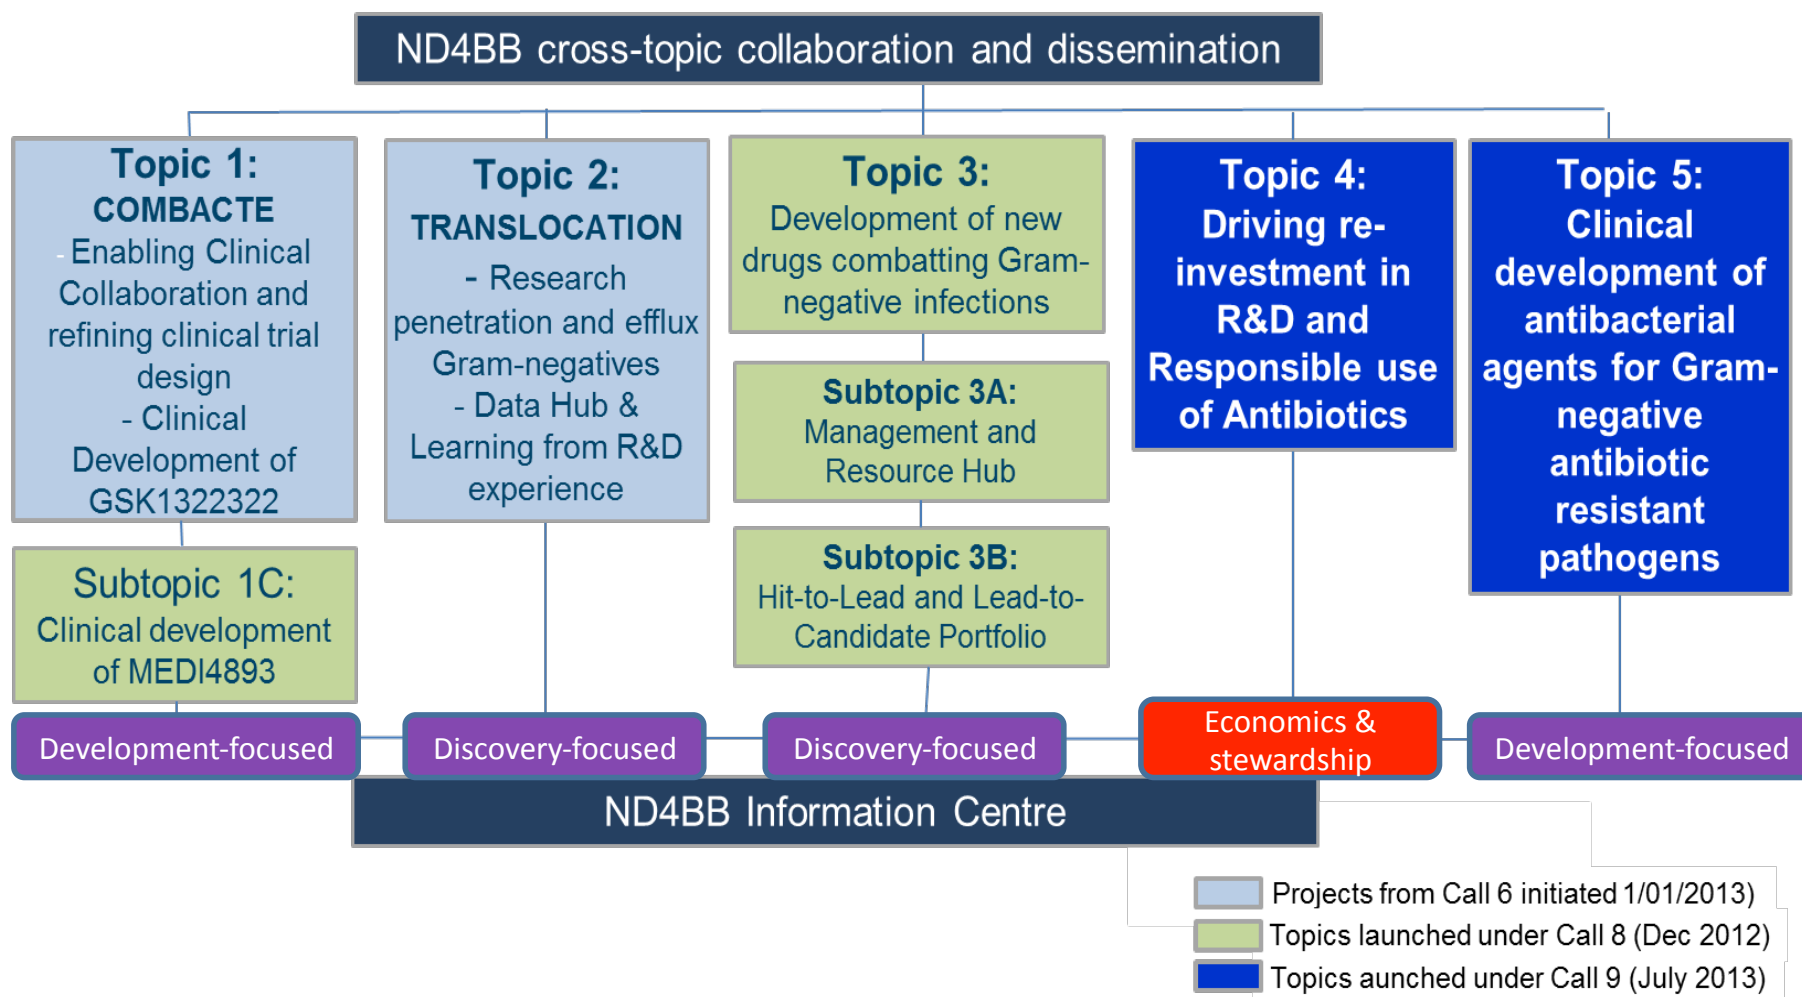 ND4BB cross-topic collaboration and dissemination
Topic 1:
COMBACTE
- Enabling Clinical
Collaboration and
refining clinical trial
design
- Clinical
Development of
GSK1322322
Subtopic 1C:
Clinical development
of MEDI4893
Development-focused
Topic 2:
TRANSLOCATION
- Research
penetration and efflux
Gram-negatives
- Data Hub &
Learning from R&D
experience
Discovery-focused
Topic 3:
Development of new
drugs combatting Gram-
negative infections
Subtopic 3A:
Management and
Resource Hub
Subtopic 3B:
Hit-to-Lead and Lead-to-
Candidate Portfolio
Discovery-focused
Topic 4:
Driving re-
investment in
R&D and
Responsible use
of Antibiotics
Economics &
stewardship
Topic 5:
Clinical
development of
antibacterial
agents for Gram-
negative
antibiotic
resistant
pathogens
Development-focused
ND4BB Information Centre
Projects from Call 6 initiated 1/01/2013)
Topics launched under Call 8 (Dec 2012)
Topics aunched under Call 9 (July 2013)